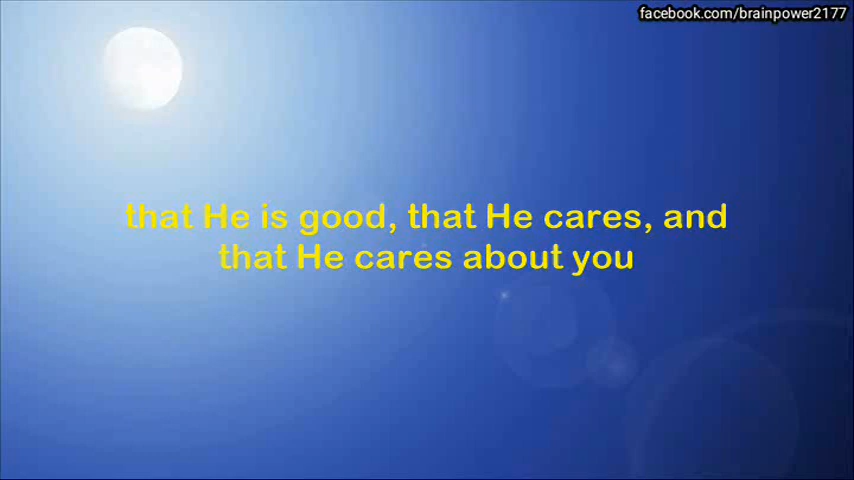 facebook.com/brainpower2177
that He is good, that He cares, and
that He cares about you